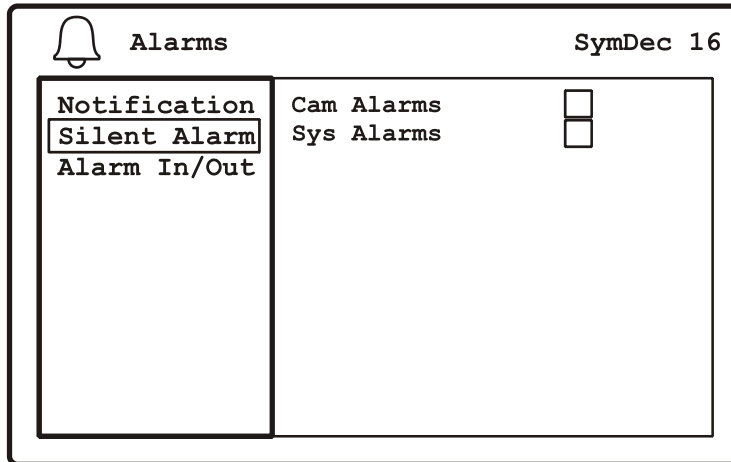 Alarms SymDec 16
Notification
Silent Alarm
Alarm In/Out
Cam Alarms
Sys Alarms